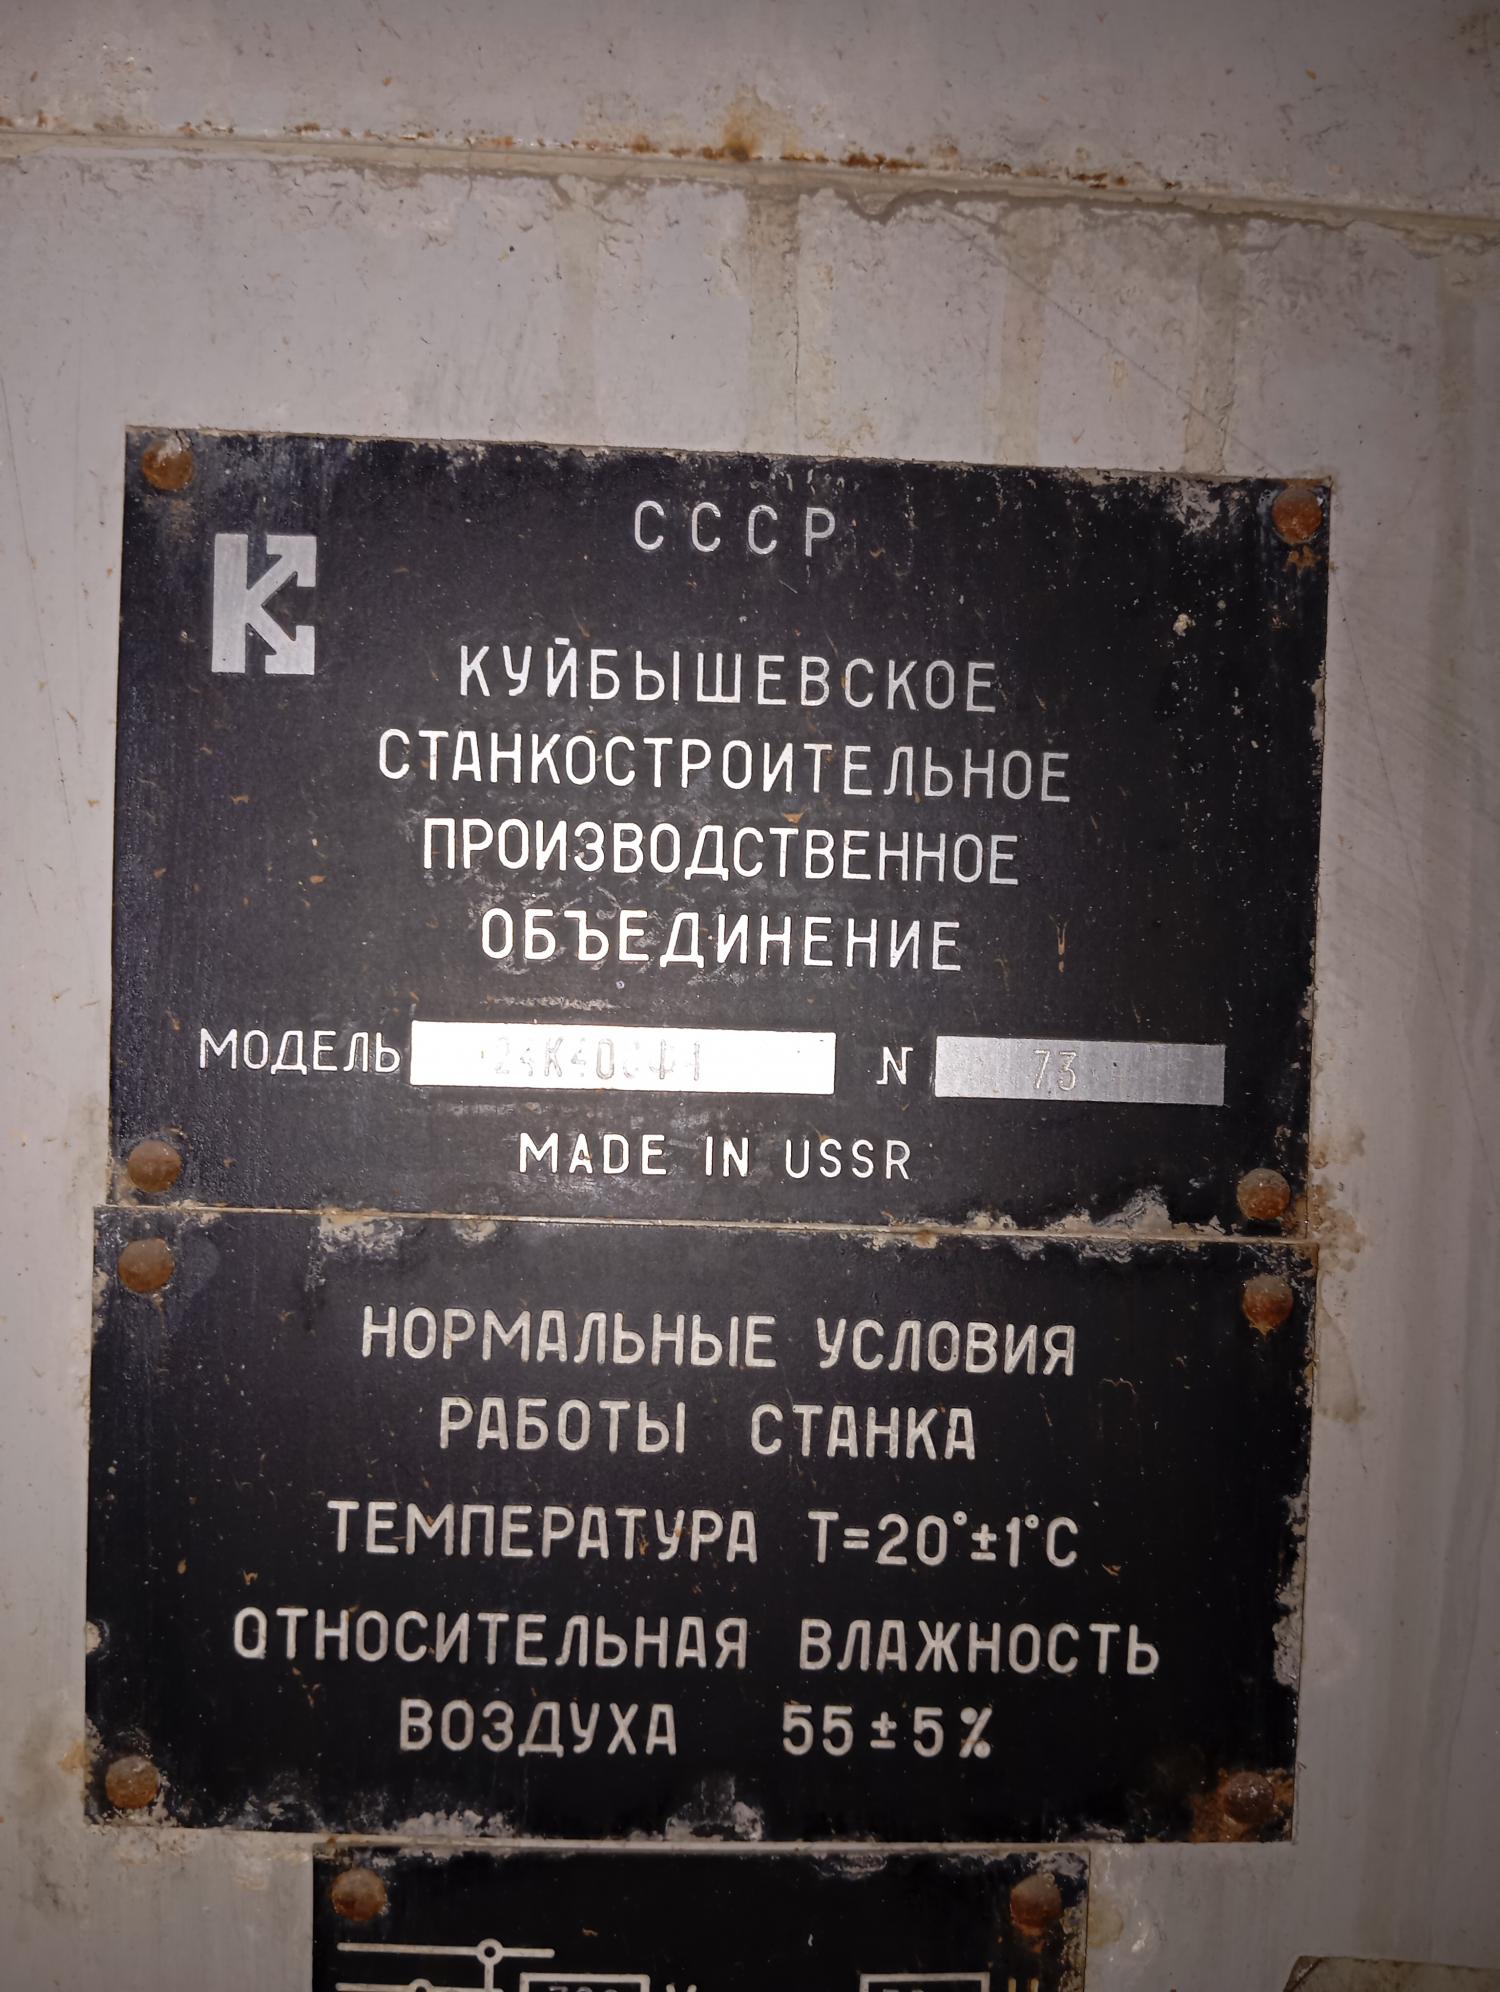 СССР
КУЙБЫШЕВСКОЕ
СТАНКОСТРОИТЕЛЬНОЕ
ПРОИЗВОДСТВЕННОЕ
ОБЪЕДИНЕНИЕ
МОДЕЛЬ N 73
MADE IN USSR
НОРМАЛЬНЫЕ УСЛОВИЯ
РАБОТЫ СТАНКА
ТЕМПЕРАТУРА T=20°±1°C
ОТНОСИТЕЛЬНАЯ ВЛАЖНОСТЬ
ВОЗДУХА 55±5%